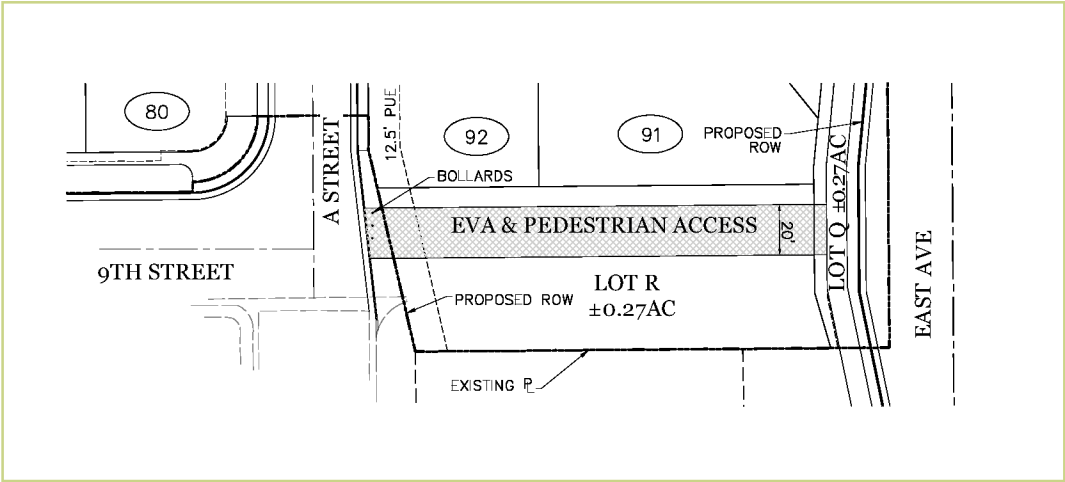 80
A STREET
12.5' PUE
92
91
PROPOSED
ROW
BOLLARDS
EVA & PEDESTRIAN ACCESS
20'
LOT Q ±0.27AC
EAST AVE
9TH STREET
LOT R
±0.27AC
PROPOSED ROW
EXISTING PL